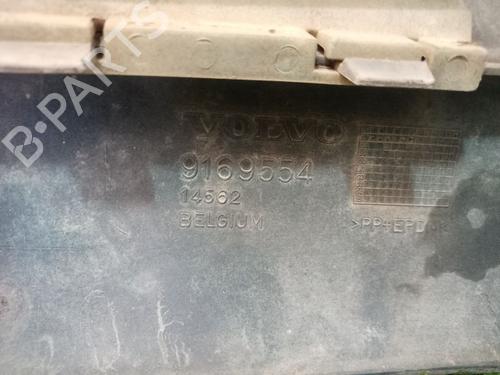 B-PARTS
VOLVO
9169554
14562
BELGIUM
>PP+EPDM<